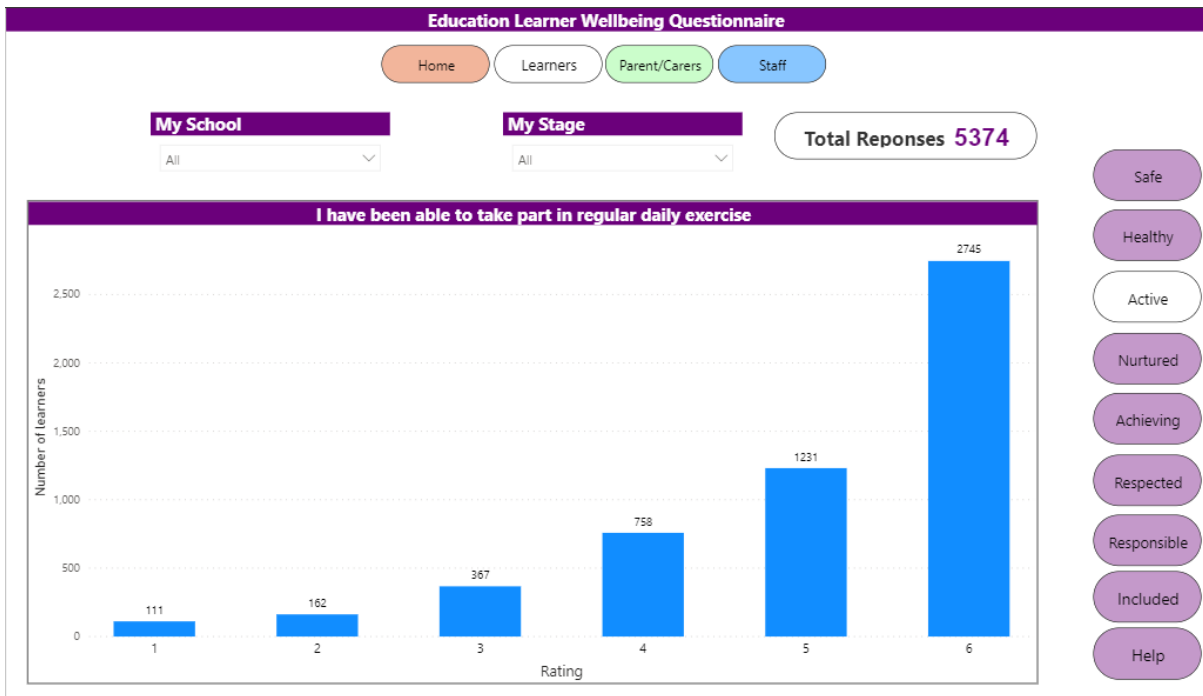 Education Learner Wellbeing Questionnaire
Home Learners Parent/Carers Staff
My School My Stage
All All
Total Reponses 5374
I have been able to take part in regular daily exercise
Number of learners
2,500
2,000
1,500
1,000
500
0
111 162 367 758 1231 2745
1 2 3 4 5 6
Rating
Safe
Healthy
Active
Nurtured
Achieving
Respected
Responsible
Included
Help